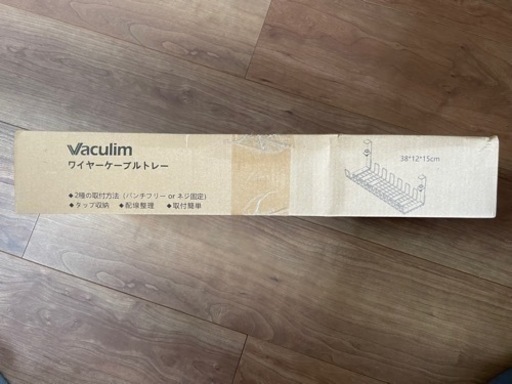 Vaculim
ワイヤーケーブルトレー
38*12*15cm
◆2種の取付方法（パンチフリー or ネジ固定）
◆タップ収納 ◆配線整理 ◆取付簡単